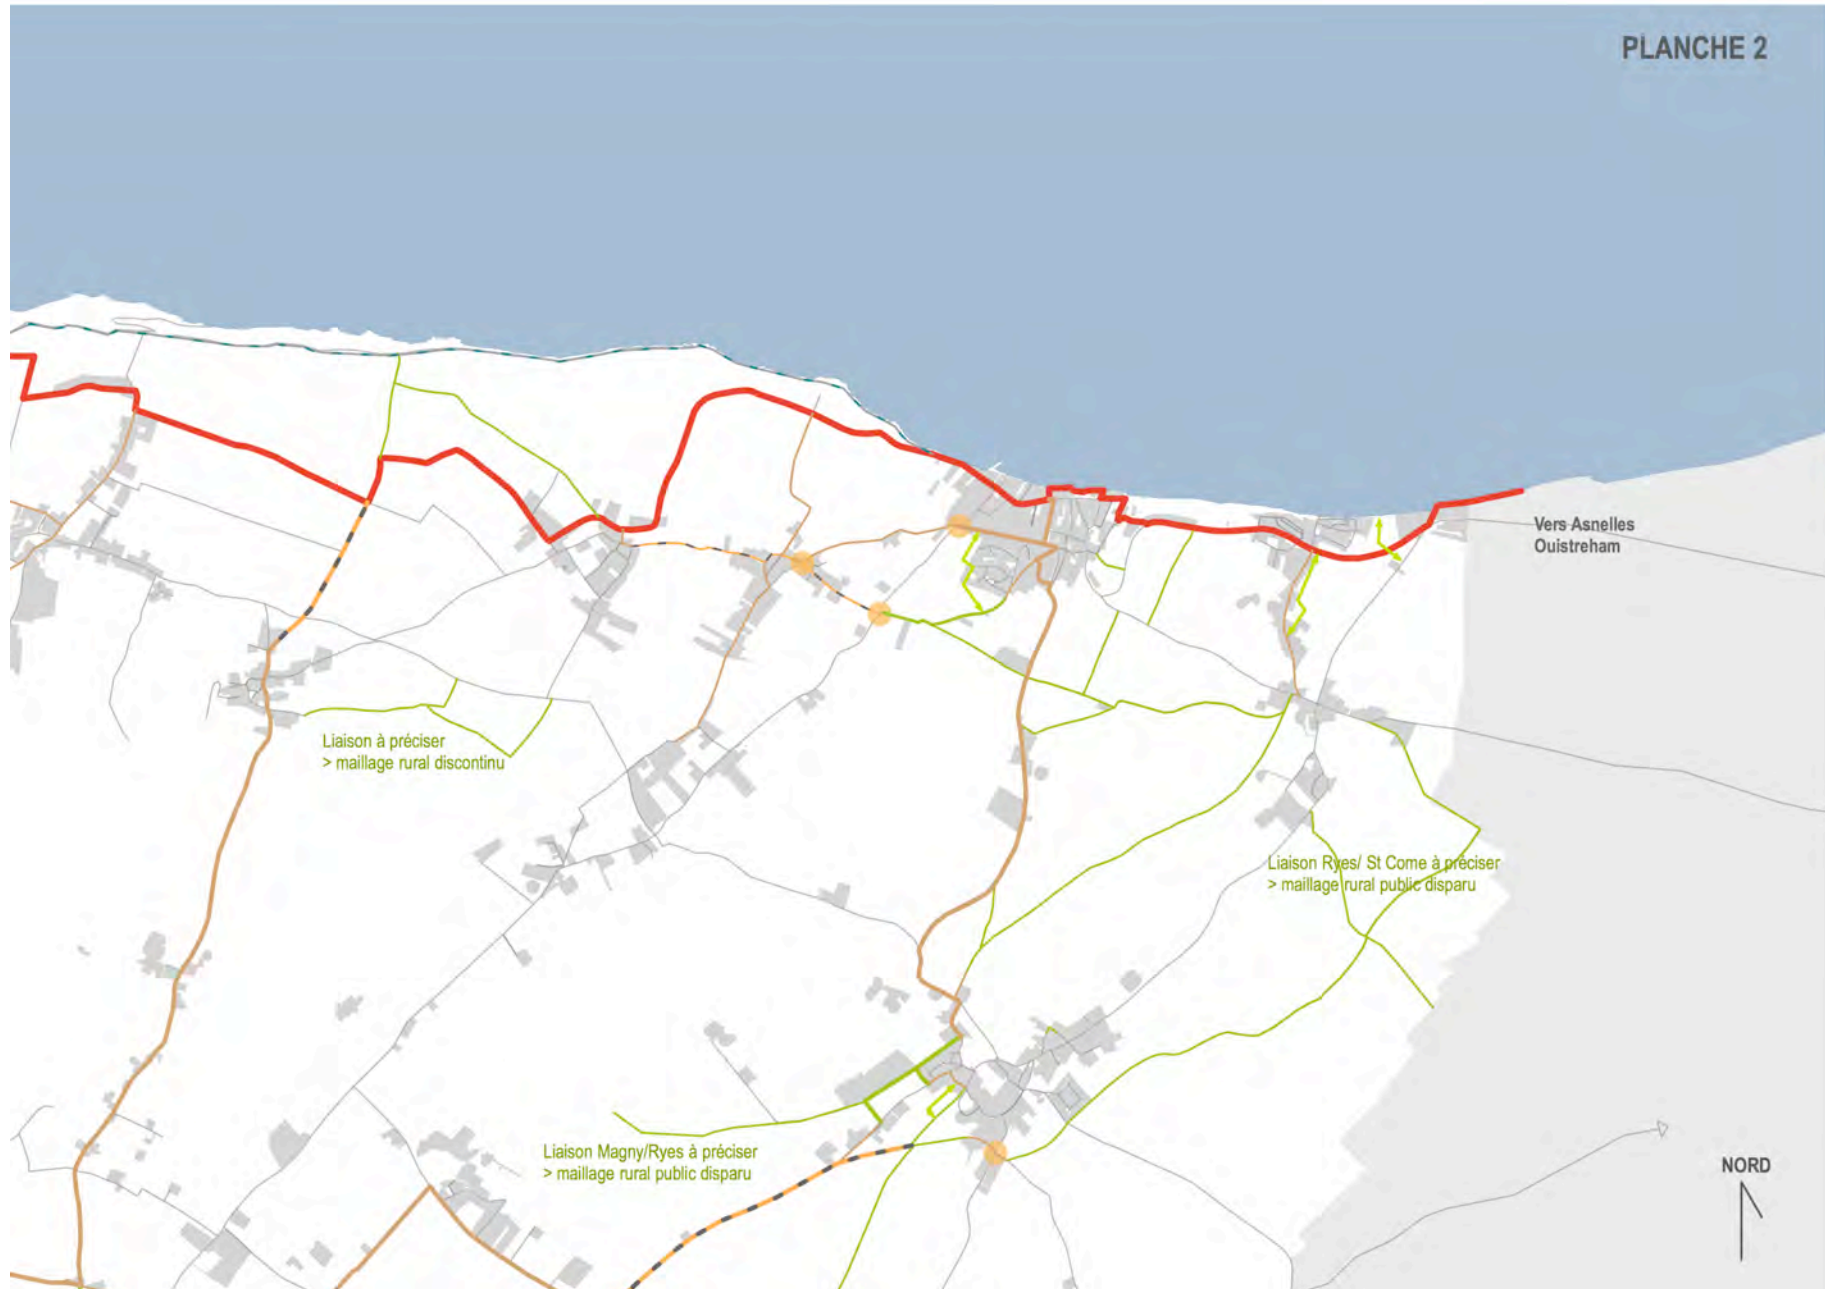 PLANCHE 2
Vers Asnelles
Ouistreham
Liaison à préciser
> maillage rural discontinu
Liaison Ryes/ St Come à préciser
> maillage rural public disparu
Liaison Magny/Ryes à préciser
> maillage rural public disparu
NORD